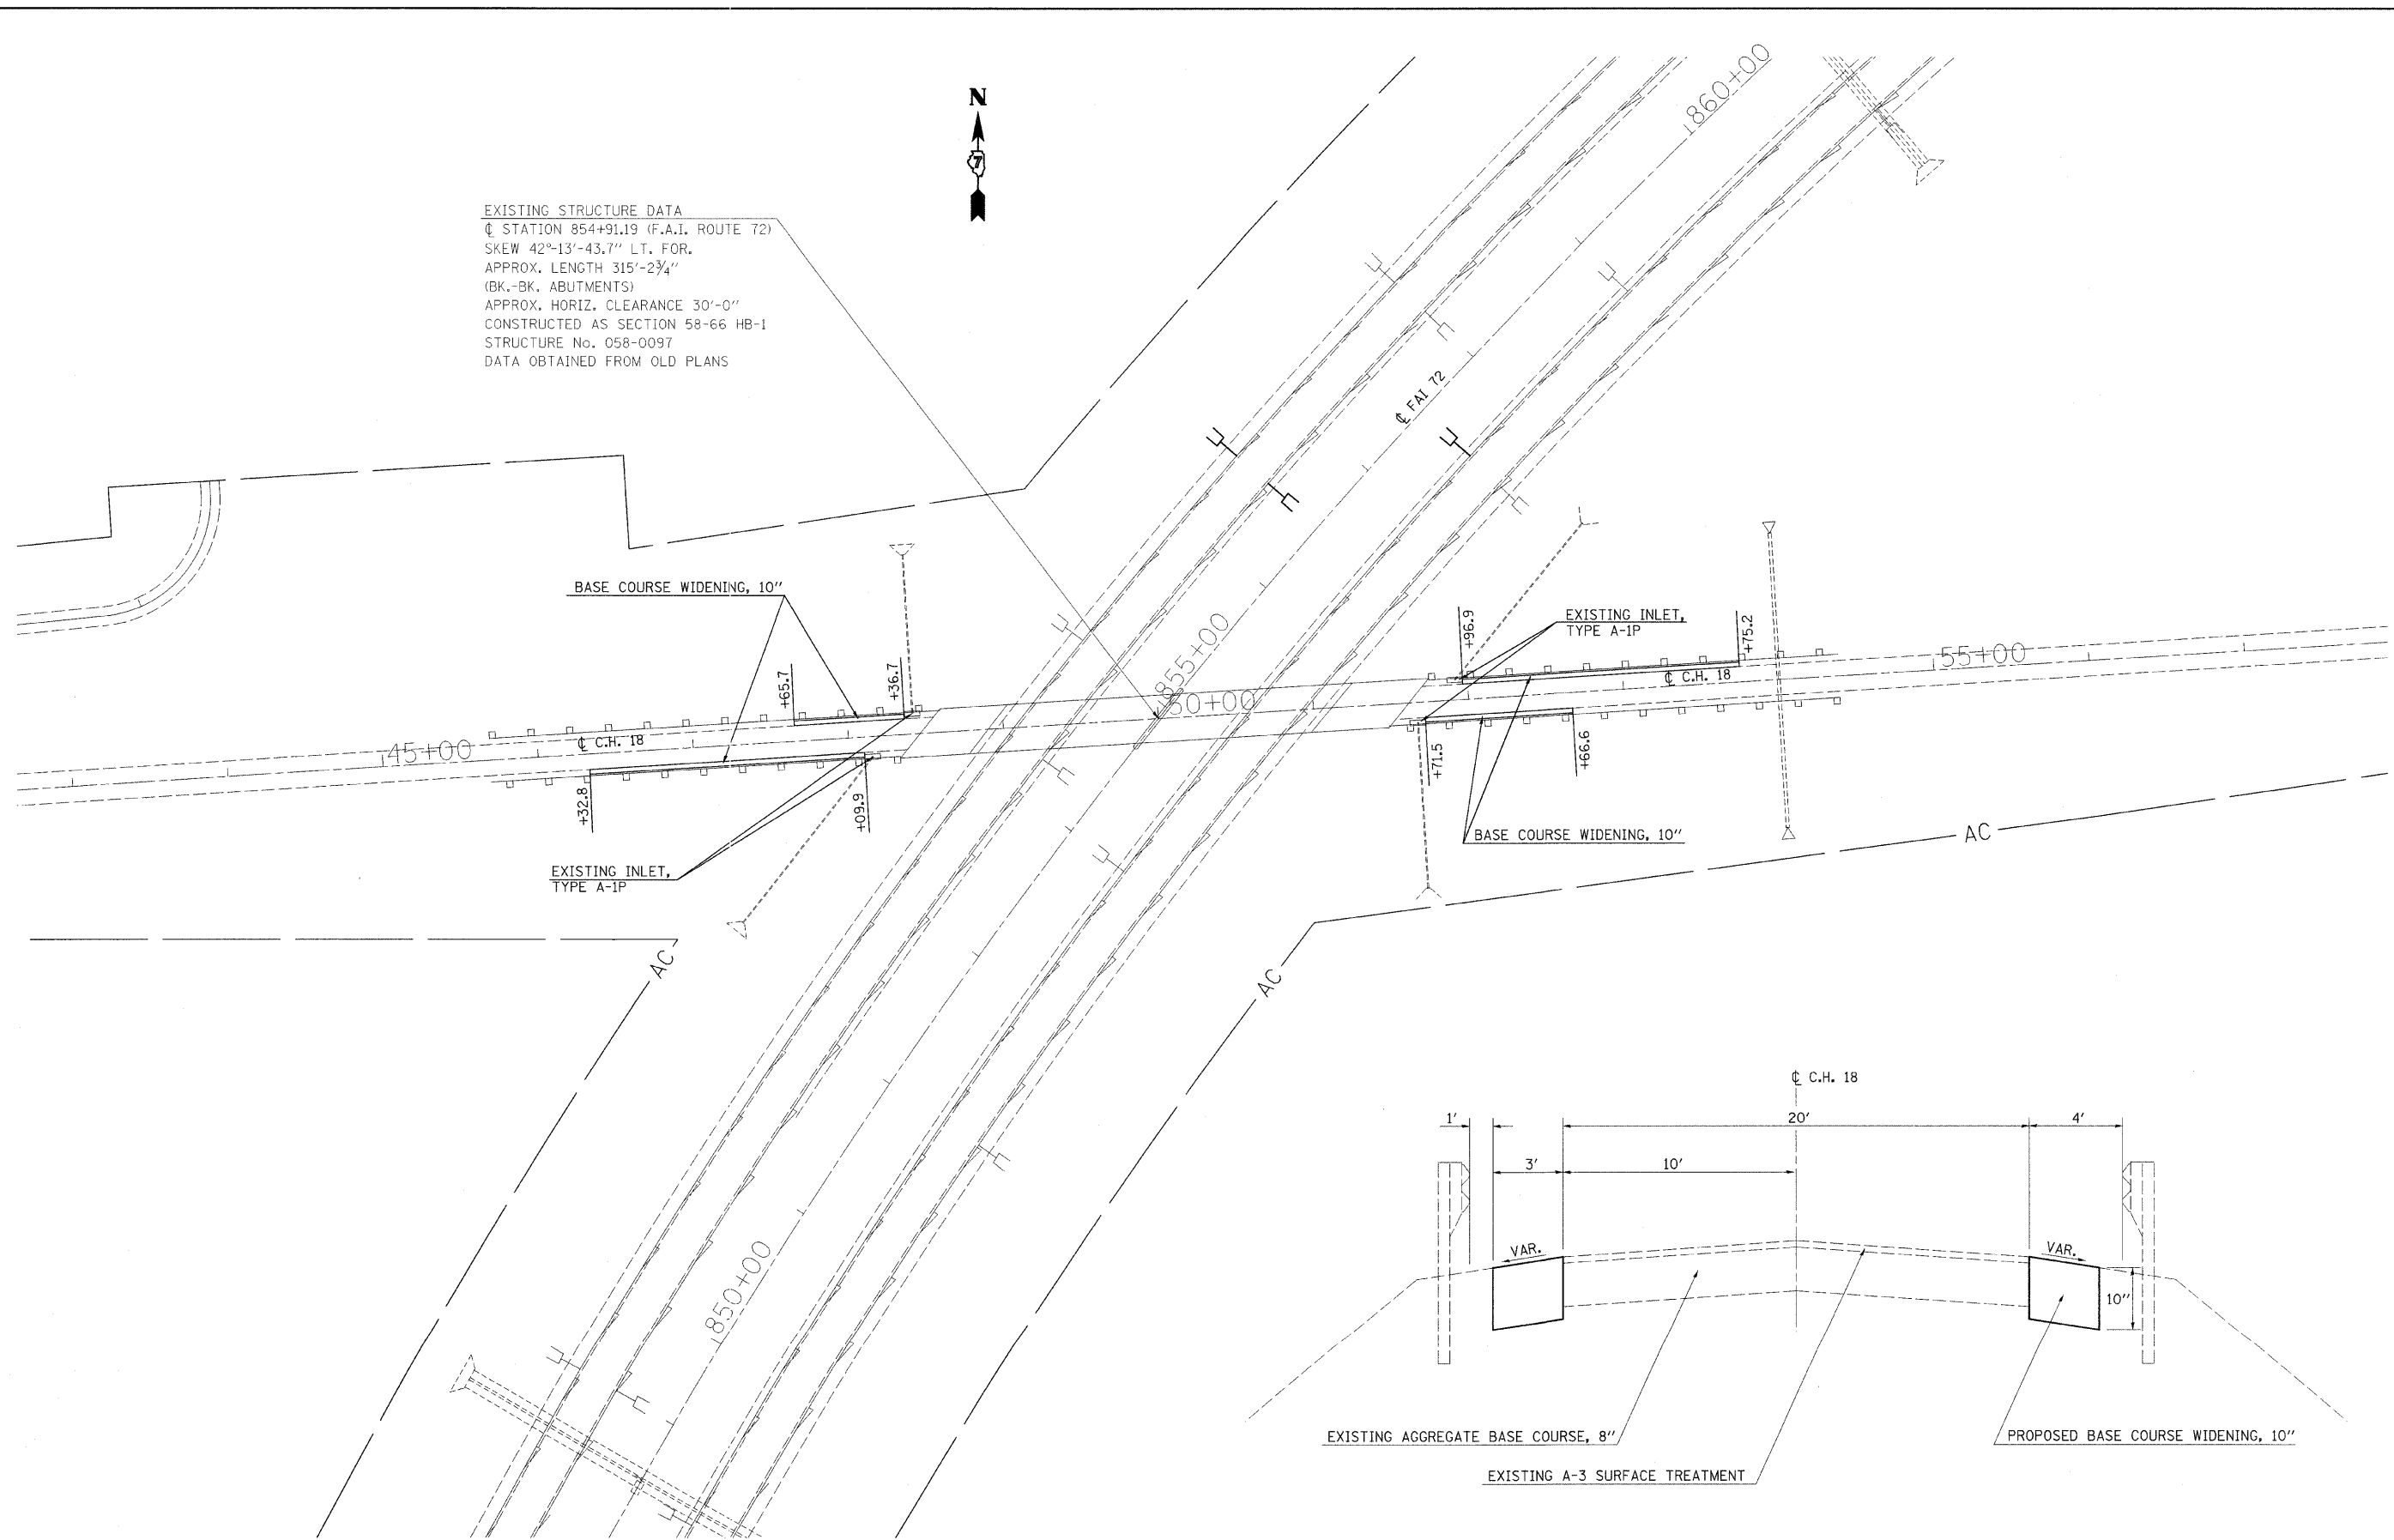 N
7
860+00
EXISTING STRUCTURE DATA
℄ STATION 854+91.19 (F.A.I. ROUTE 72)
SKEW 42°-13'-43.7" LT. FOR.
APPROX. LENGTH 315'-2¾"
(BK.-BK. ABUTMENTS)
APPROX. HORIZ. CLEARANCE 30'-0"
CONSTRUCTED AS SECTION 58-66 HB-1
STRUCTURE No. 058-0097
DATA OBTAINED FROM OLD PLANS
℄ FAI 72
BASE COURSE WIDENING, 10"
+65.7
+36.7
855+00
50+00
+96.9
EXISTING INLET,
TYPE A-1P
+75.2
55+00
℄ C.H. 18
45+00
℄ C.H. 18
+32.8
+09.9
+71.5
+66.6
BASE COURSE WIDENING, 10"
AC
EXISTING INLET,
TYPE A-1P
AC
AC
850+00
℄ C.H. 18
1'
20'
4'
3'
10'
VAR.
VAR.
10"
EXISTING AGGREGATE BASE COURSE, 8"
PROPOSED BASE COURSE WIDENING, 10"
EXISTING A-3 SURFACE TREATMENT